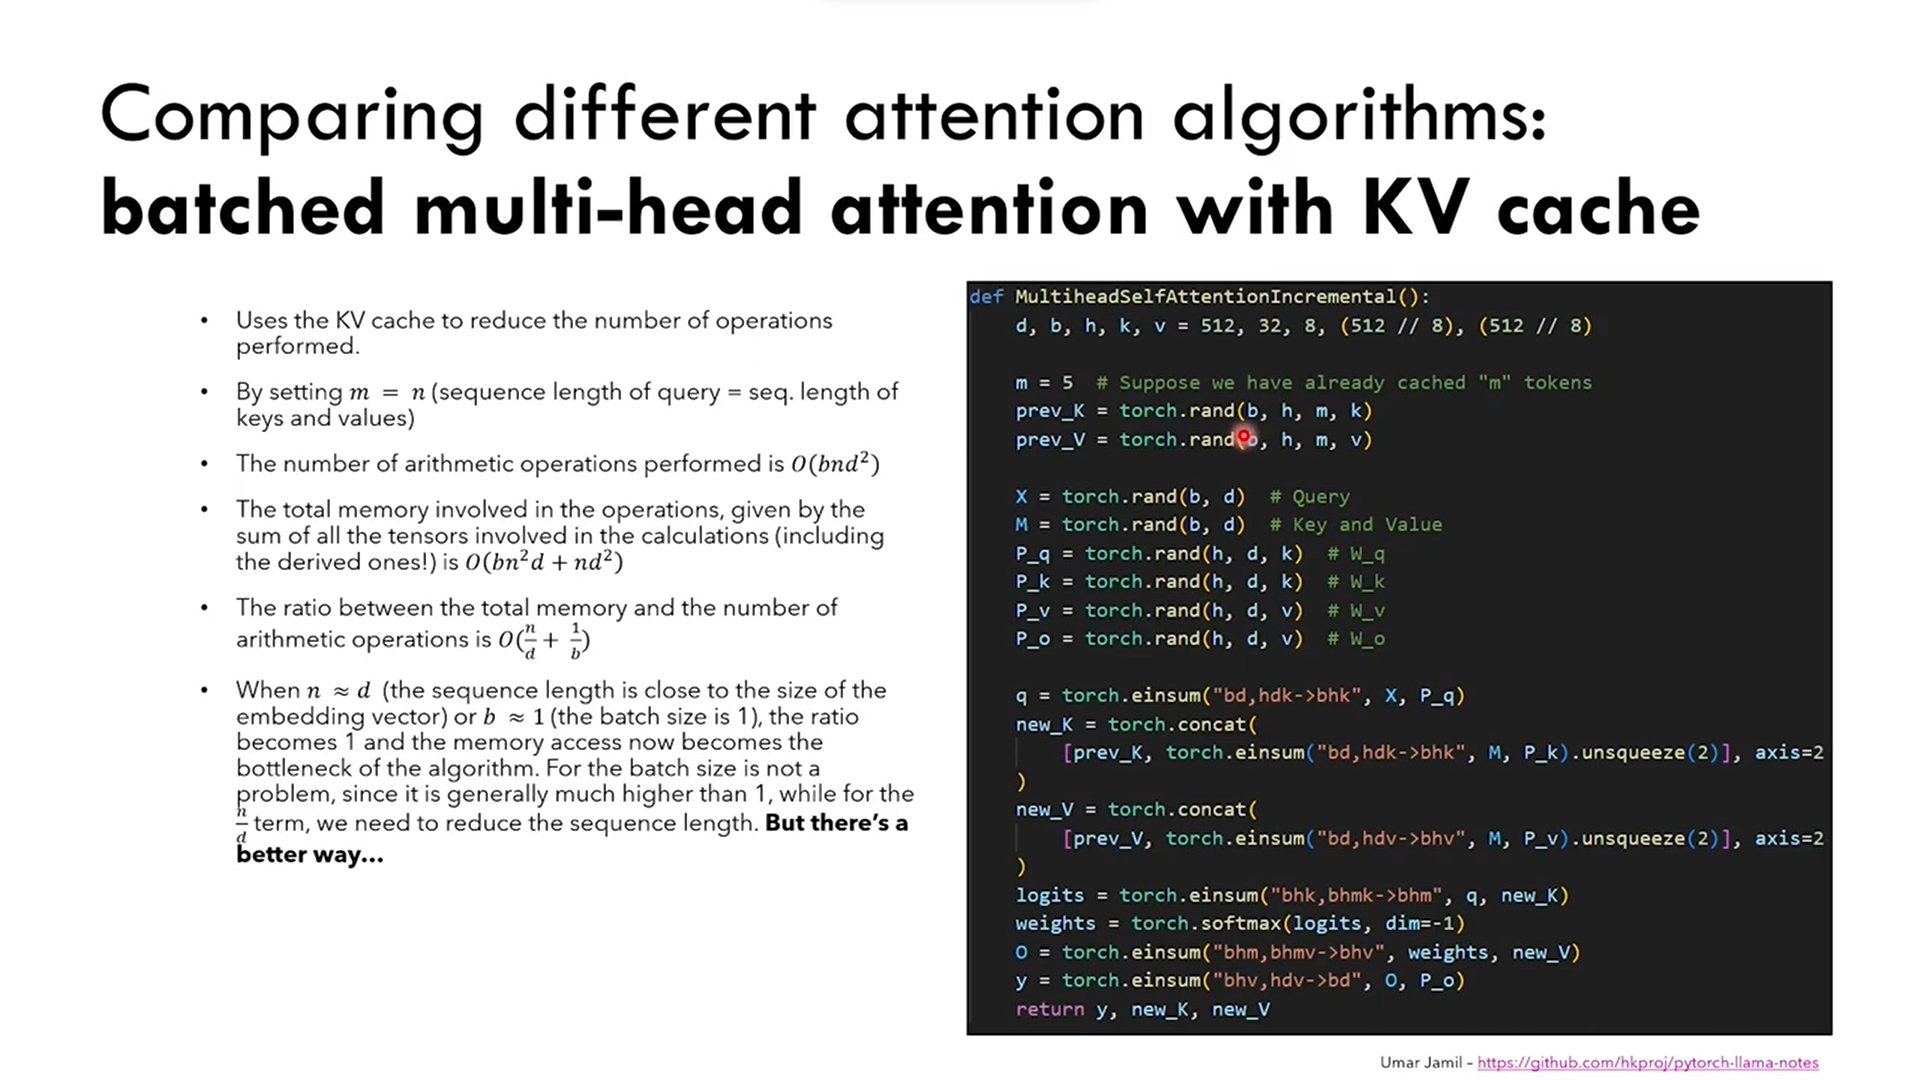 Comparing different attention algorithms:
batched multi-head attention with KV cache
• Uses the KV cache to reduce the number of operations
performed.
• By setting m = n (sequence length of query = seq. length of
keys and values)
• The number of arithmetic operations performed is O(bnd²)
• The total memory involved in the operations, given by the
sum of all the tensors involved in the calculations (including
the derived ones!) is O(bn²d + nd²)
• The ratio between the total memory and the number of
arithmetic operations is O(n/d + 1/b)
• When n ≈ d (the sequence length is close to the size of the
embedding vector) or b ≈ 1 (the batch size is 1), the ratio
becomes 1 and the memory access now becomes the
bottleneck of the algorithm. For the batch size is not a
problem, since it is generally much higher than 1, while for the
n/d term, we need to reduce the sequence length. But there's a
better way...
def MultiheadSelfAttentionIncremental():
    d, b, h, k, v = 512, 32, 8, (512 // 8), (512 // 8)
    m = 5  # Suppose we have already cached "m" tokens
    prev_K = torch.rand(b, h, m, k)
    prev_V = torch.rand(b, h, m, v)
    X = torch.rand(b, d)  # Query
    M = torch.rand(b, d)  # Key and Value
    P_q = torch.rand(h, d, k)  # W_q
    P_k = torch.rand(h, d, k)  # W_k
    P_v = torch.rand(h, d, v)  # W_v
    P_o = torch.rand(h, d, v)  # W_o
    q = torch.einsum("bd,hdk->bhk", X, P_q)
    new_K = torch.concat(
        [prev_K, torch.einsum("bd,hdk->bhk", M, P_k).unsqueeze(2)], axis=2
    )
    new_V = torch.concat(
        [prev_V, torch.einsum("bd,hdv->bhv", M, P_v).unsqueeze(2)], axis=2
    )
    logits = torch.einsum("bhk,bhmk->bhm", q, new_K)
    weights = torch.softmax(logits, dim=-1)
    O = torch.einsum("bhm,bhmv->bhv", weights, new_V)
    y = torch.einsum("bhv,hdv->bd", O, P_o)
    return y, new_K, new_V
Umar Jamil – https://github.com/hkproj/pytorch-llama-notes